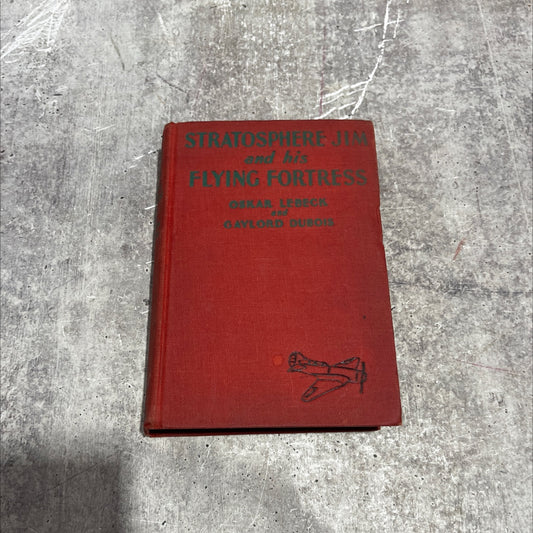 STRATOSPHERE JIM
and his
FLYING FORTRESS
OSKAR LEBECK
and
GAYLORD DUBOIS